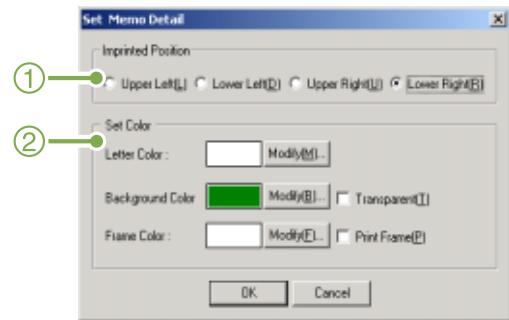 Set Memo Detail
Imprinted Position
① Upper Left(L) Lower Left(D) Upper Right(U) Lower Right(R)
② Set Color
Letter Color : Modify(M)...
Background Color Modify(B)... Transparent(T)
Frame Color : Modify(F)... Print Frame(P)
OK Cancel